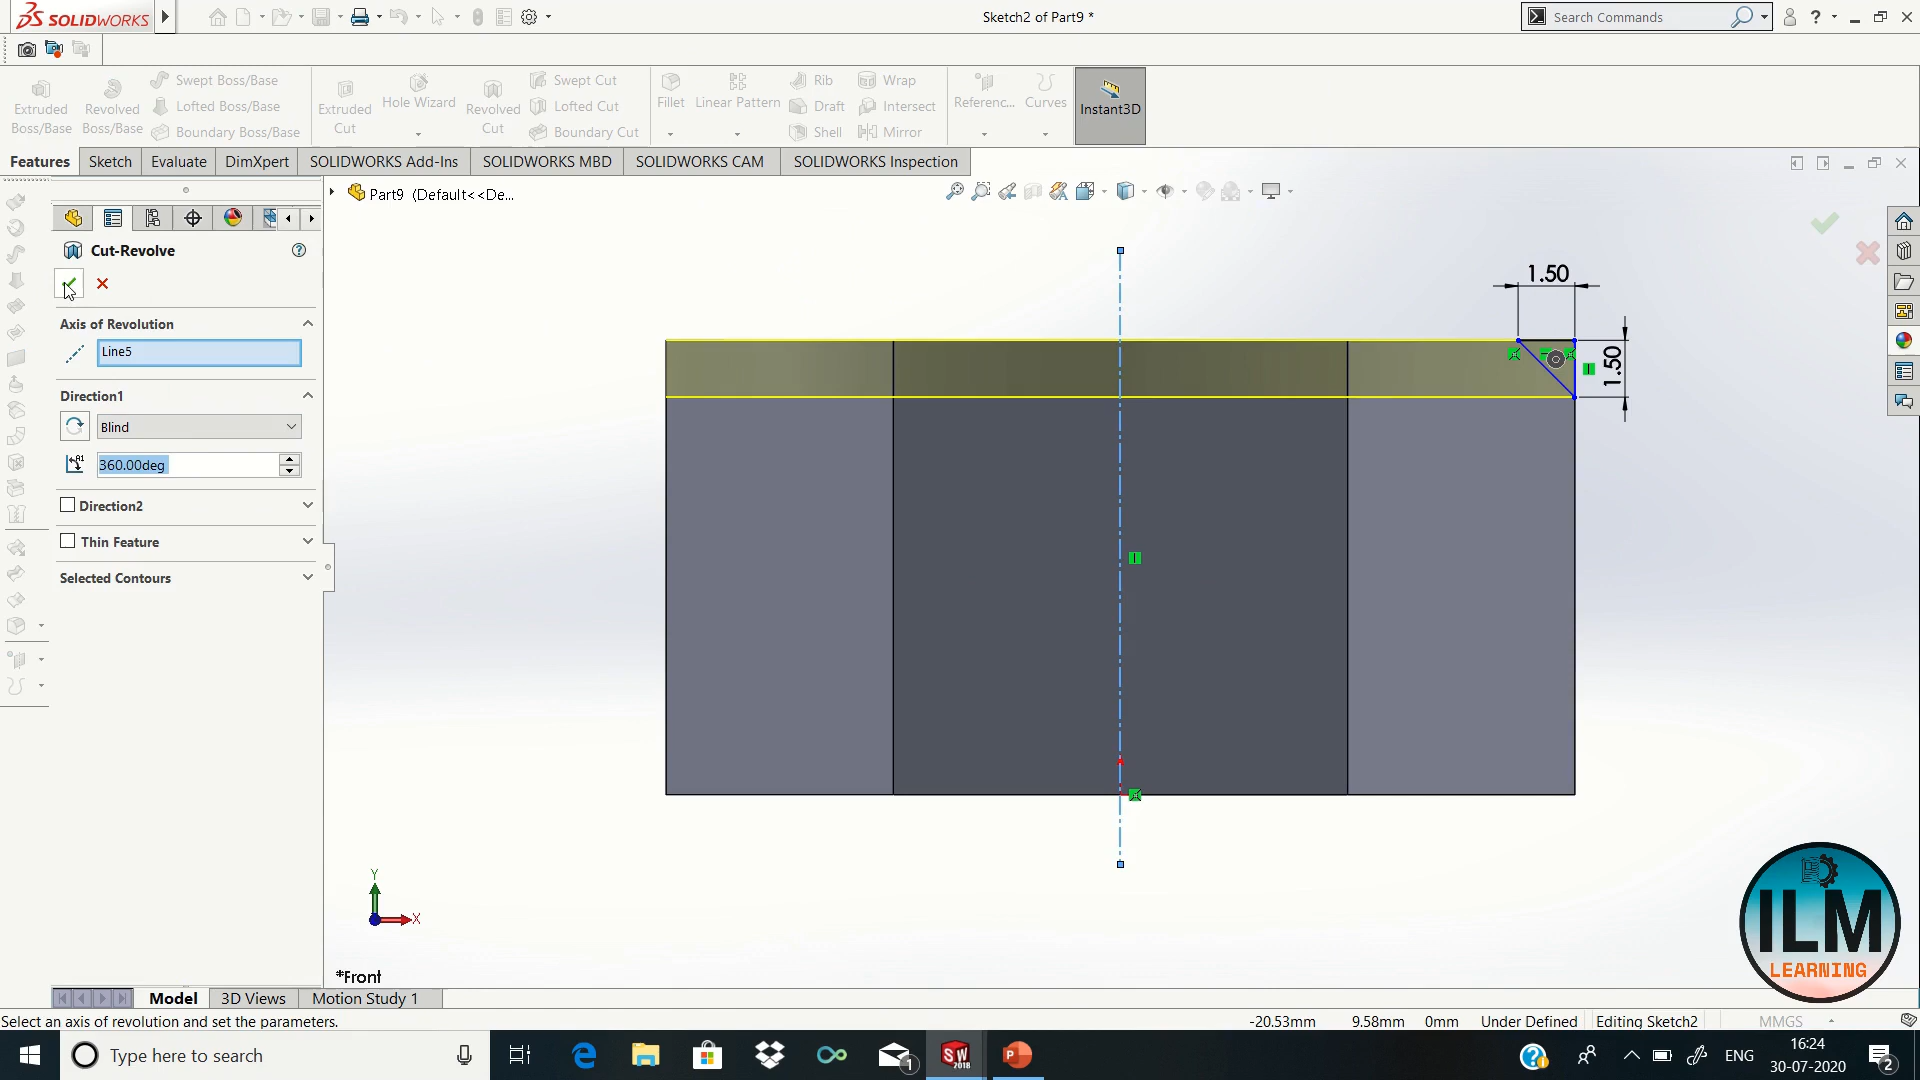 SOLIDWORKS
Sketch2 of Part9 *
Search Commands
?
Extruded Boss/Base
Revolved Boss/Base
Swept Boss/Base
Lofted Boss/Base
Boundary Boss/Base
Extruded Cut
Hole Wizard
Revolved Cut
Swept Cut
Lofted Cut
Boundary Cut
Fillet
Linear Pattern
Rib
Draft
Shell
Wrap
Intersect
Mirror
Referenc...
Curves
Instant3D
Features
Sketch
Evaluate
DimXpert
SOLIDWORKS Add-Ins
SOLIDWORKS MBD
SOLIDWORKS CAM
SOLIDWORKS Inspection
Part9 (Default<<De...
Cut-Revolve
Axis of Revolution
Line5
Direction1
Blind
360.00deg
Direction2
Thin Feature
Selected Contours
1.50
1.50
Y
X
*Front
ILM
LEARNING
Model
3D Views
Motion Study 1
Select an axis of revolution and set the parameters.
-20.53mm
9.58mm
0mm
Under Defined
Editing Sketch2
MMGS
Type here to search
1
SW
2018
P
ENG
16:24
30-07-2020
2